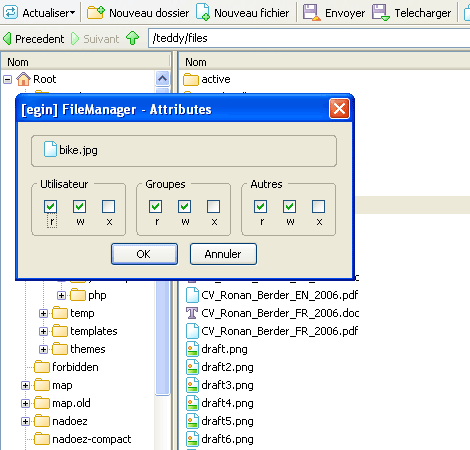 Actualiser Nouveau dossier Nouveau fichier Envoyer Telecharger
Precedent Suivant /teddy/files
Nom Nom
Root active
[egin] FileManager - Attributes
bike.jpg
Utilisateur Groupes Autres
r w x r w x r w x
OK Annuler
php CV_Ronan_Berder_EN_2006.pdf
temp CV_Ronan_Berder_FR_2006.doc
templates CV_Ronan_Berder_FR_2006.pdf
themes draft.png
forbidden draft2.png
map draft3.png
map.old draft4.png
nadoez draft5.png
nadoez-compact draft6.png